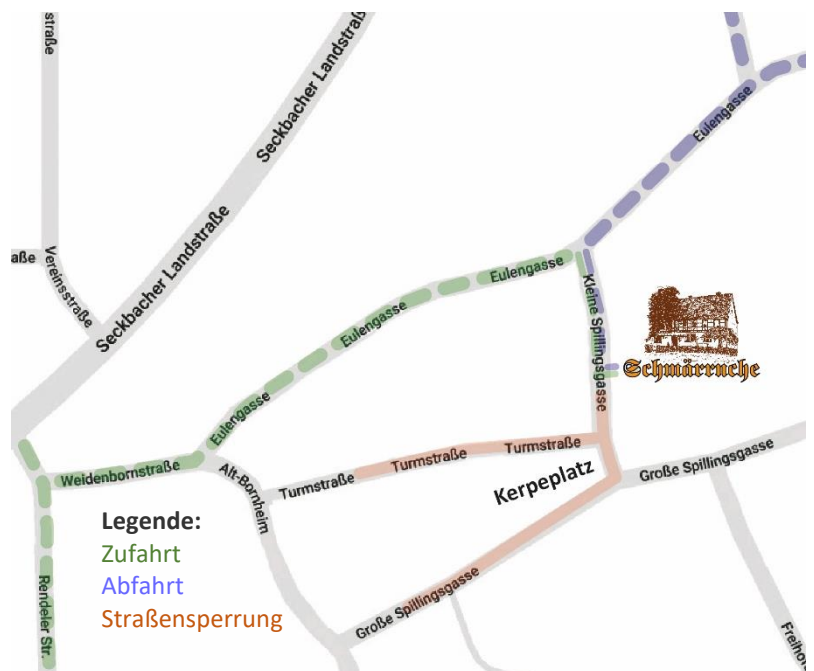 straße
Seckbacher Landstraße
Eulengasse
aße
Vereinsstraße
Seckbacher Landstraße
Eulengasse
Kleine Spillingsgasse
Eulengasse
Schmärrnche
Eulengasse
Weidenbornstraße
Alt-Bornheim
Turmstraße
Turmstraße
Turmstraße
Kerpeplatz
Große Spillingsgasse
Legende:
Zufahrt
Abfahrt
Straßensperrung
Rendeler Str.
Große Spillingsgasse